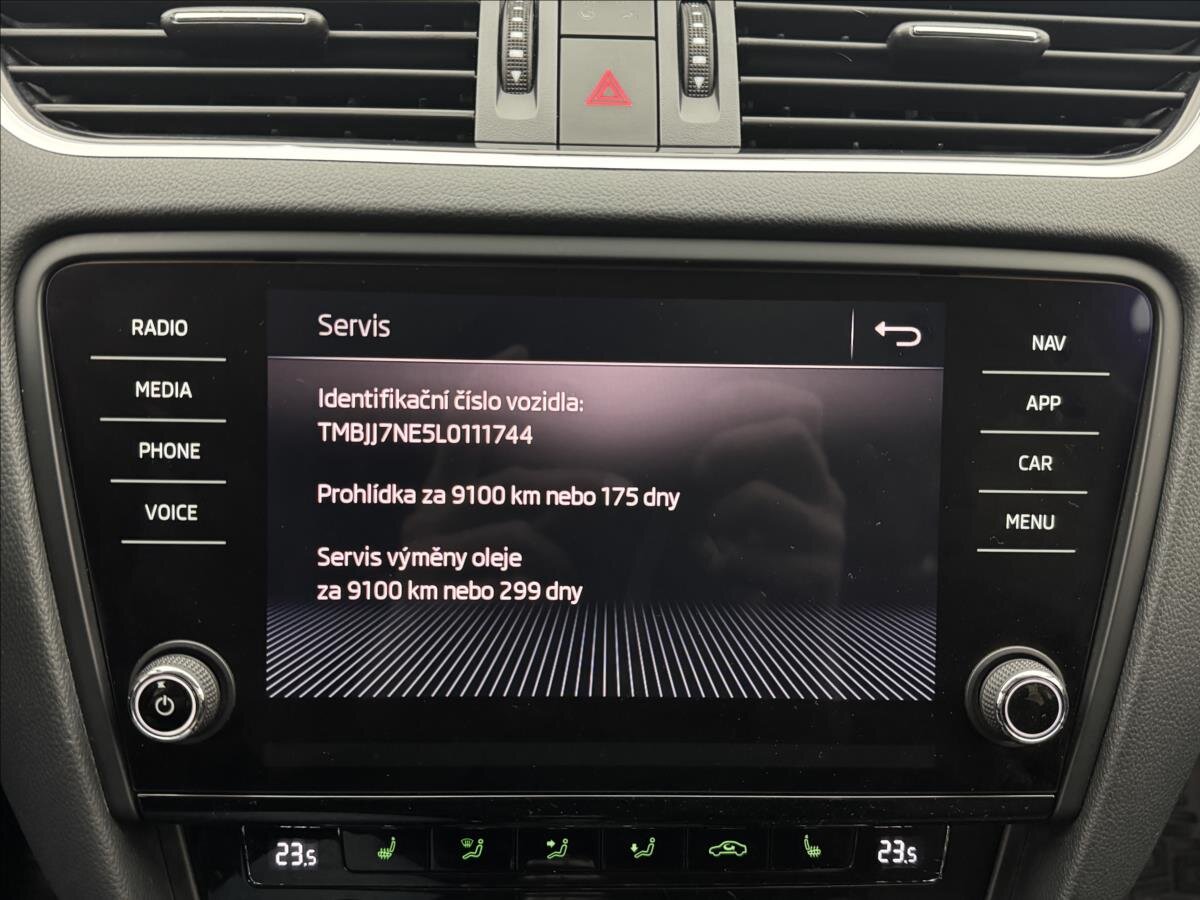 RADIO
MEDIA
PHONE
VOICE
Servis
Identifikační číslo vozidla:
TMBJJ7NE5L0111744
Prohlídka za 9100 km nebo 175 dny
Servis výměny oleje
za 9100 km nebo 299 dny
NAV
APP
CAR
MENU
23.5
23.5